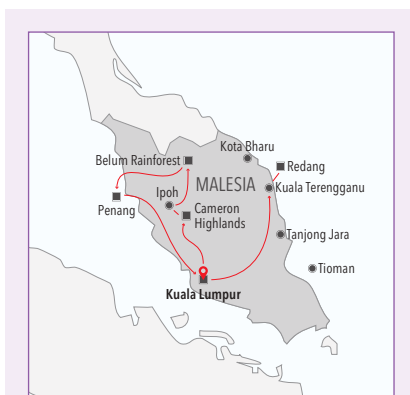 Kota Bharu
Belum Rainforest
Redang
Ipoh
MALESIA
Kuala Terengganu
Penang
Cameron
Highlands
Tanjong Jara
Tioman
Kuala Lumpur